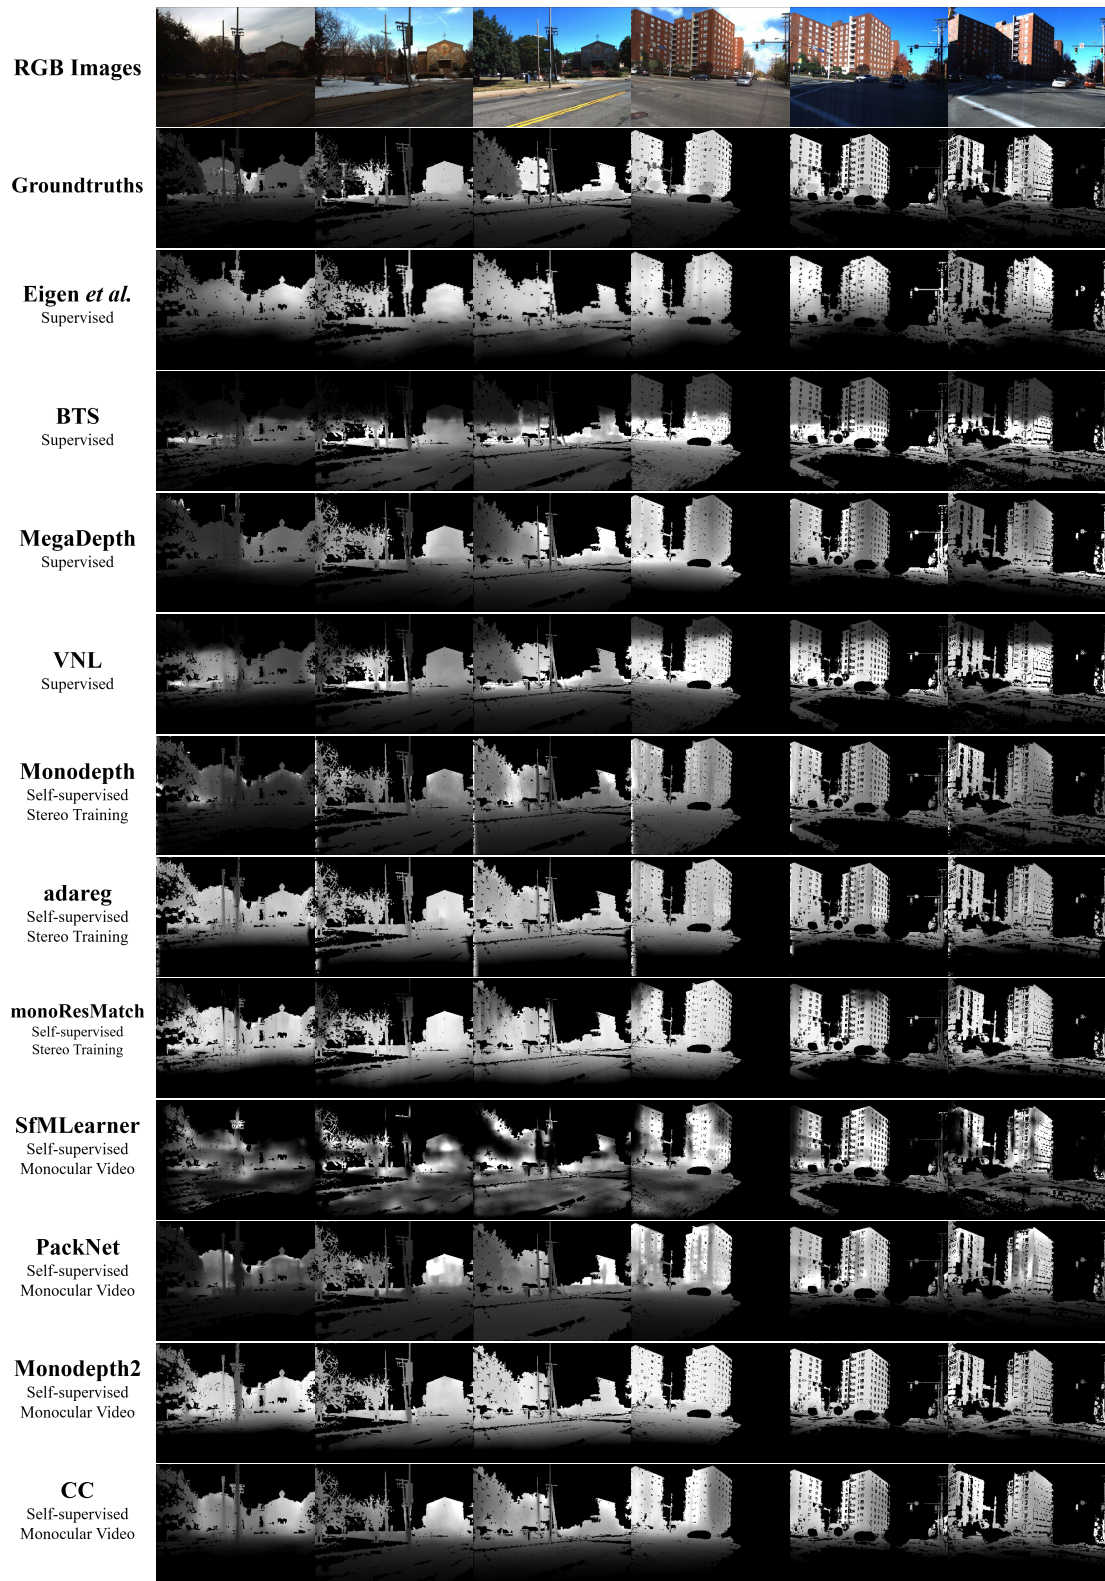 RGB Images
Groundtruths
Eigen et al.
Supervised
BTS
Supervised
MegaDepth
Supervised
VNL
Supervised
Monodepth
Self-supervised
Stereo Training
adareg
Self-supervised
Stereo Training
monoResMatch
Self-supervised
Stereo Training
SfMLearner
Self-supervised
Monocular Video
PackNet
Self-supervised
Monocular Video
Monodepth2
Self-supervised
Monocular Video
CC
Self-supervised
Monocular Video